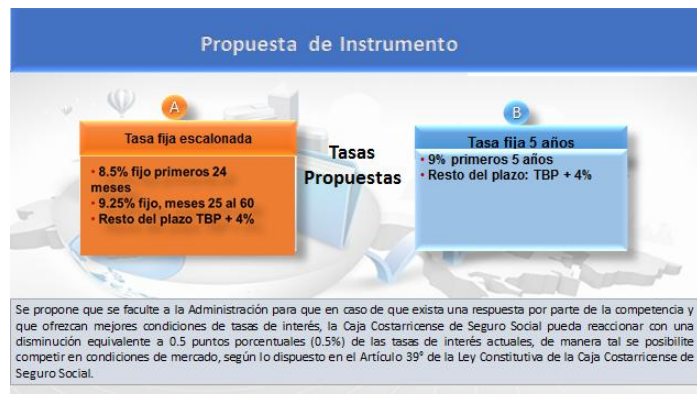 Propuesta de Instrumento
A
Tasa fija escalonada
• 8.5% fijo primeros 24
meses
• 9.25% fijo, meses 25 al 60
• Resto del plazo TBP + 4%
Tasas
Propuestas
B
Tasa fija 5 años
• 9% primeros 5 años
• Resto del plazo: TBP + 4%
Se propone que se faculte a la Administración para que en caso de que exista una respuesta por parte de la competencia y
que ofrezcan mejores condiciones de tasas de interés, la Caja Costarricense de Seguro Social pueda reaccionar con una
disminución equivalente a 0.5 puntos porcentuales (0.5%) de las tasas de interés actuales, de manera tal se posibilite
competir en condiciones de mercado, según lo dispuesto en el Artículo 39° de la Ley Constitutiva de la Caja Costarricense de
Seguro Social.